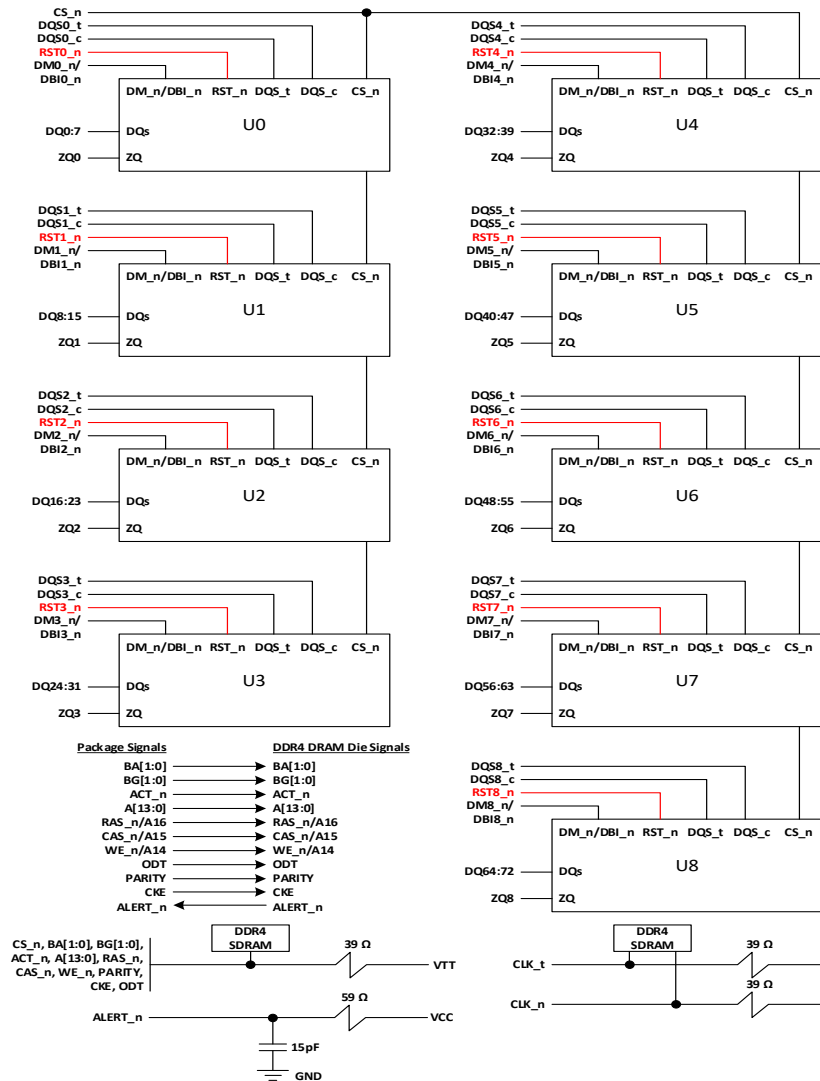 CS_n
DQS0_t
DQS0_c
RST0_n
DM0_n/
DBI0_n
DM_n/DBI_n RST_n DQS_t DQS_c CS_n
U0
DQ0:7 DQs
ZQ0 ZQ
DQS1_t
DQS1_c
RST1_n
DM1_n/
DBI1_n
DM_n/DBI_n RST_n DQS_t DQS_c CS_n
U1
DQ8:15 DQs
ZQ1 ZQ
DQS2_t
DQS2_c
RST2_n
DM2_n/
DBI2_n
DM_n/DBI_n RST_n DQS_t DQS_c CS_n
U2
DQ16:23 DQs
ZQ2 ZQ
DQS3_t
DQS3_c
RST3_n
DM3_n/
DBI3_n
DM_n/DBI_n RST_n DQS_t DQS_c CS_n
U3
DQ24:31 DQs
ZQ3 ZQ
DQS4_t
DQS4_c
RST4_n
DM4_n/
DBI4_n
DM_n/DBI_n RST_n DQS_t DQS_c CS_n
U4
DQ32:39 DQs
ZQ4 ZQ
DQS5_t
DQS5_c
RST5_n
DM5_n/
DBI5_n
DM_n/DBI_n RST_n DQS_t DQS_c CS_n
U5
DQ40:47 DQs
ZQ5 ZQ
DQS6_t
DQS6_c
RST6_n
DM6_n/
DBI6_n
DM_n/DBI_n RST_n DQS_t DQS_c CS_n
U6
DQ48:55 DQs
ZQ6 ZQ
DQS7_t
DQS7_c
RST7_n
DM7_n/
DBI7_n
DM_n/DBI_n RST_n DQS_t DQS_c CS_n
U7
DQ56:63 DQs
ZQ7 ZQ
DQS8_t
DQS8_c
RST8_n
DM8_n/
DBI8_n
DM_n/DBI_n RST_n DQS_t DQS_c CS_n
U8
DQ64:72 DQs
ZQ8 ZQ
Package Signals DDR4 DRAM Die Signals
BA[1:0] BA[1:0]
BG[1:0] BG[1:0]
ACT_n ACT_n
A[13:0] A[13:0]
RAS_n/A16 RAS_n/A16
CAS_n/A15 CAS_n/A15
WE_n/A14 WE_n/A14
ODT ODT
PARITY PARITY
CKE CKE
ALERT_n ALERT_n
CS_n, BA[1:0], BG[1:0],
ACT_n, A[13:0], RAS_n,
CAS_n, WE_n, PARITY,
CKE, ODT
DDR4
SDRAM
39 Ω
VTT
ALERT_n
59 Ω
VCC
15pF
GND
DDR4
SDRAM
39 Ω
CLK_t
39 Ω
CLK_n